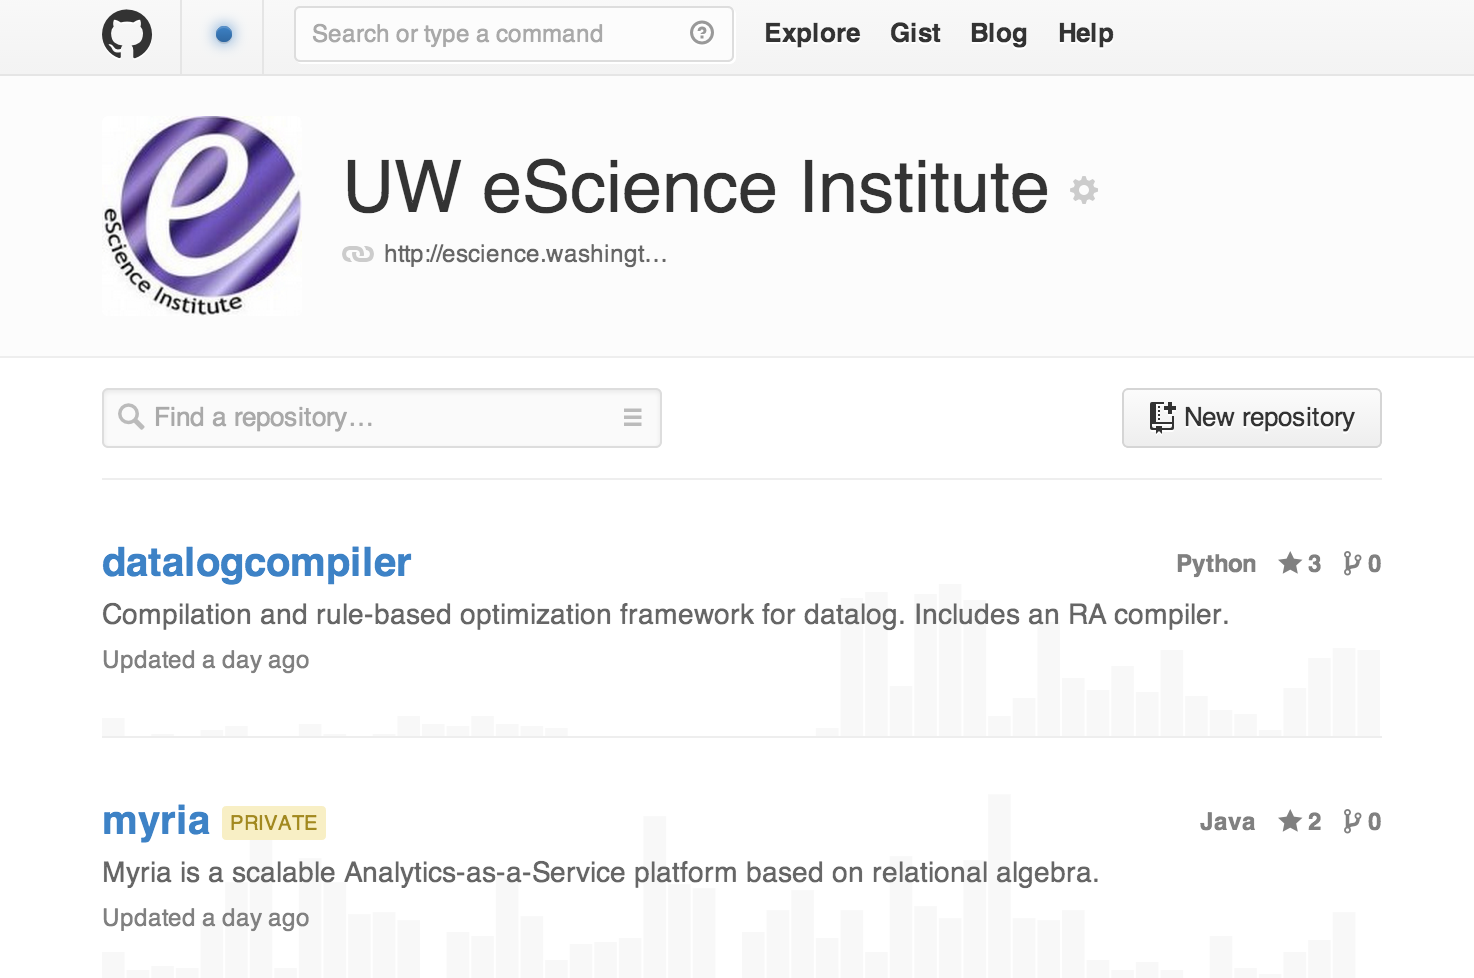 Search or type a command
Explore Gist Blog Help
eScience Institute
UW eScience Institute
http://escience.washingt...
Find a repository...
New repository
datalogcompiler
Python 3 0
Compilation and rule-based optimization framework for datalog. Includes an RA compiler.
Updated a day ago
myria PRIVATE
Java 2 0
Myria is a scalable Analytics-as-a-Service platform based on relational algebra.
Updated a day ago